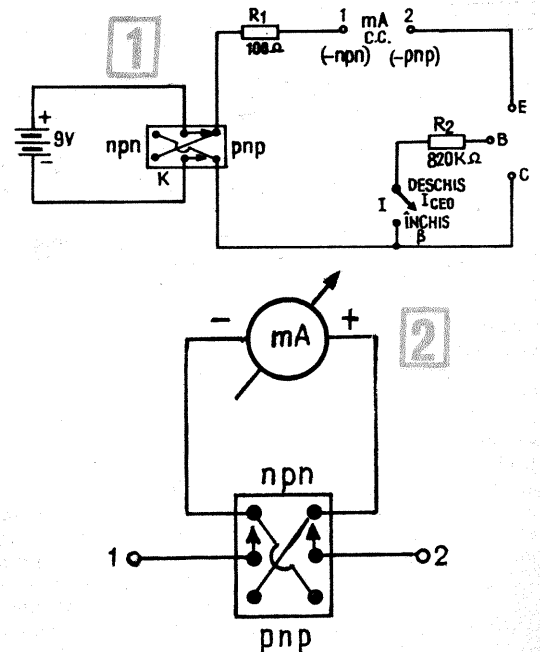 1
R1
100Ω
1 mA 2
C.C.
(-npn) (-pnp)
+
9V
-
npn
pnp
K
E
R2
B
820KΩ
C
DESCHIS
ICEO
I
ÎNCHIS
β
2
- mA +
npn
1
2
pnp